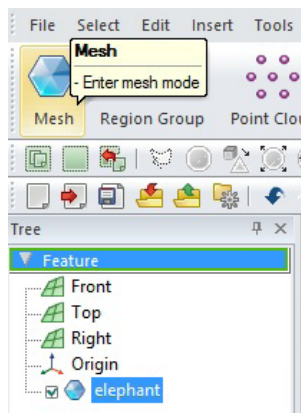 File Select Edit Insert Tools
Mesh
- Enter mesh mode
Mesh Region Group Point Clou
Tree
Feature
Front
Top
Right
Origin
elephant